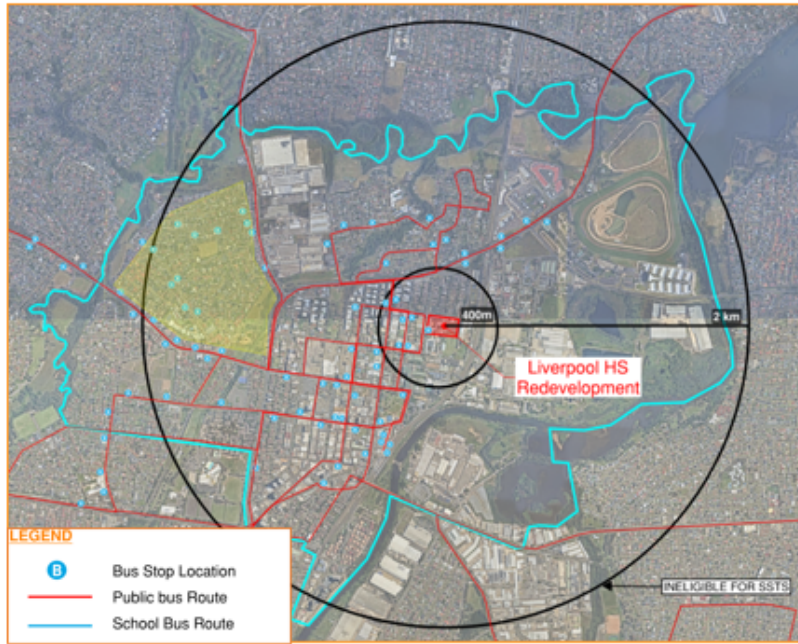 400m
2 km
Liverpool HS
Redevelopment
LEGEND
B Bus Stop Location
Public bus Route
School Bus Route
INELIGIBLE FOR SSTS